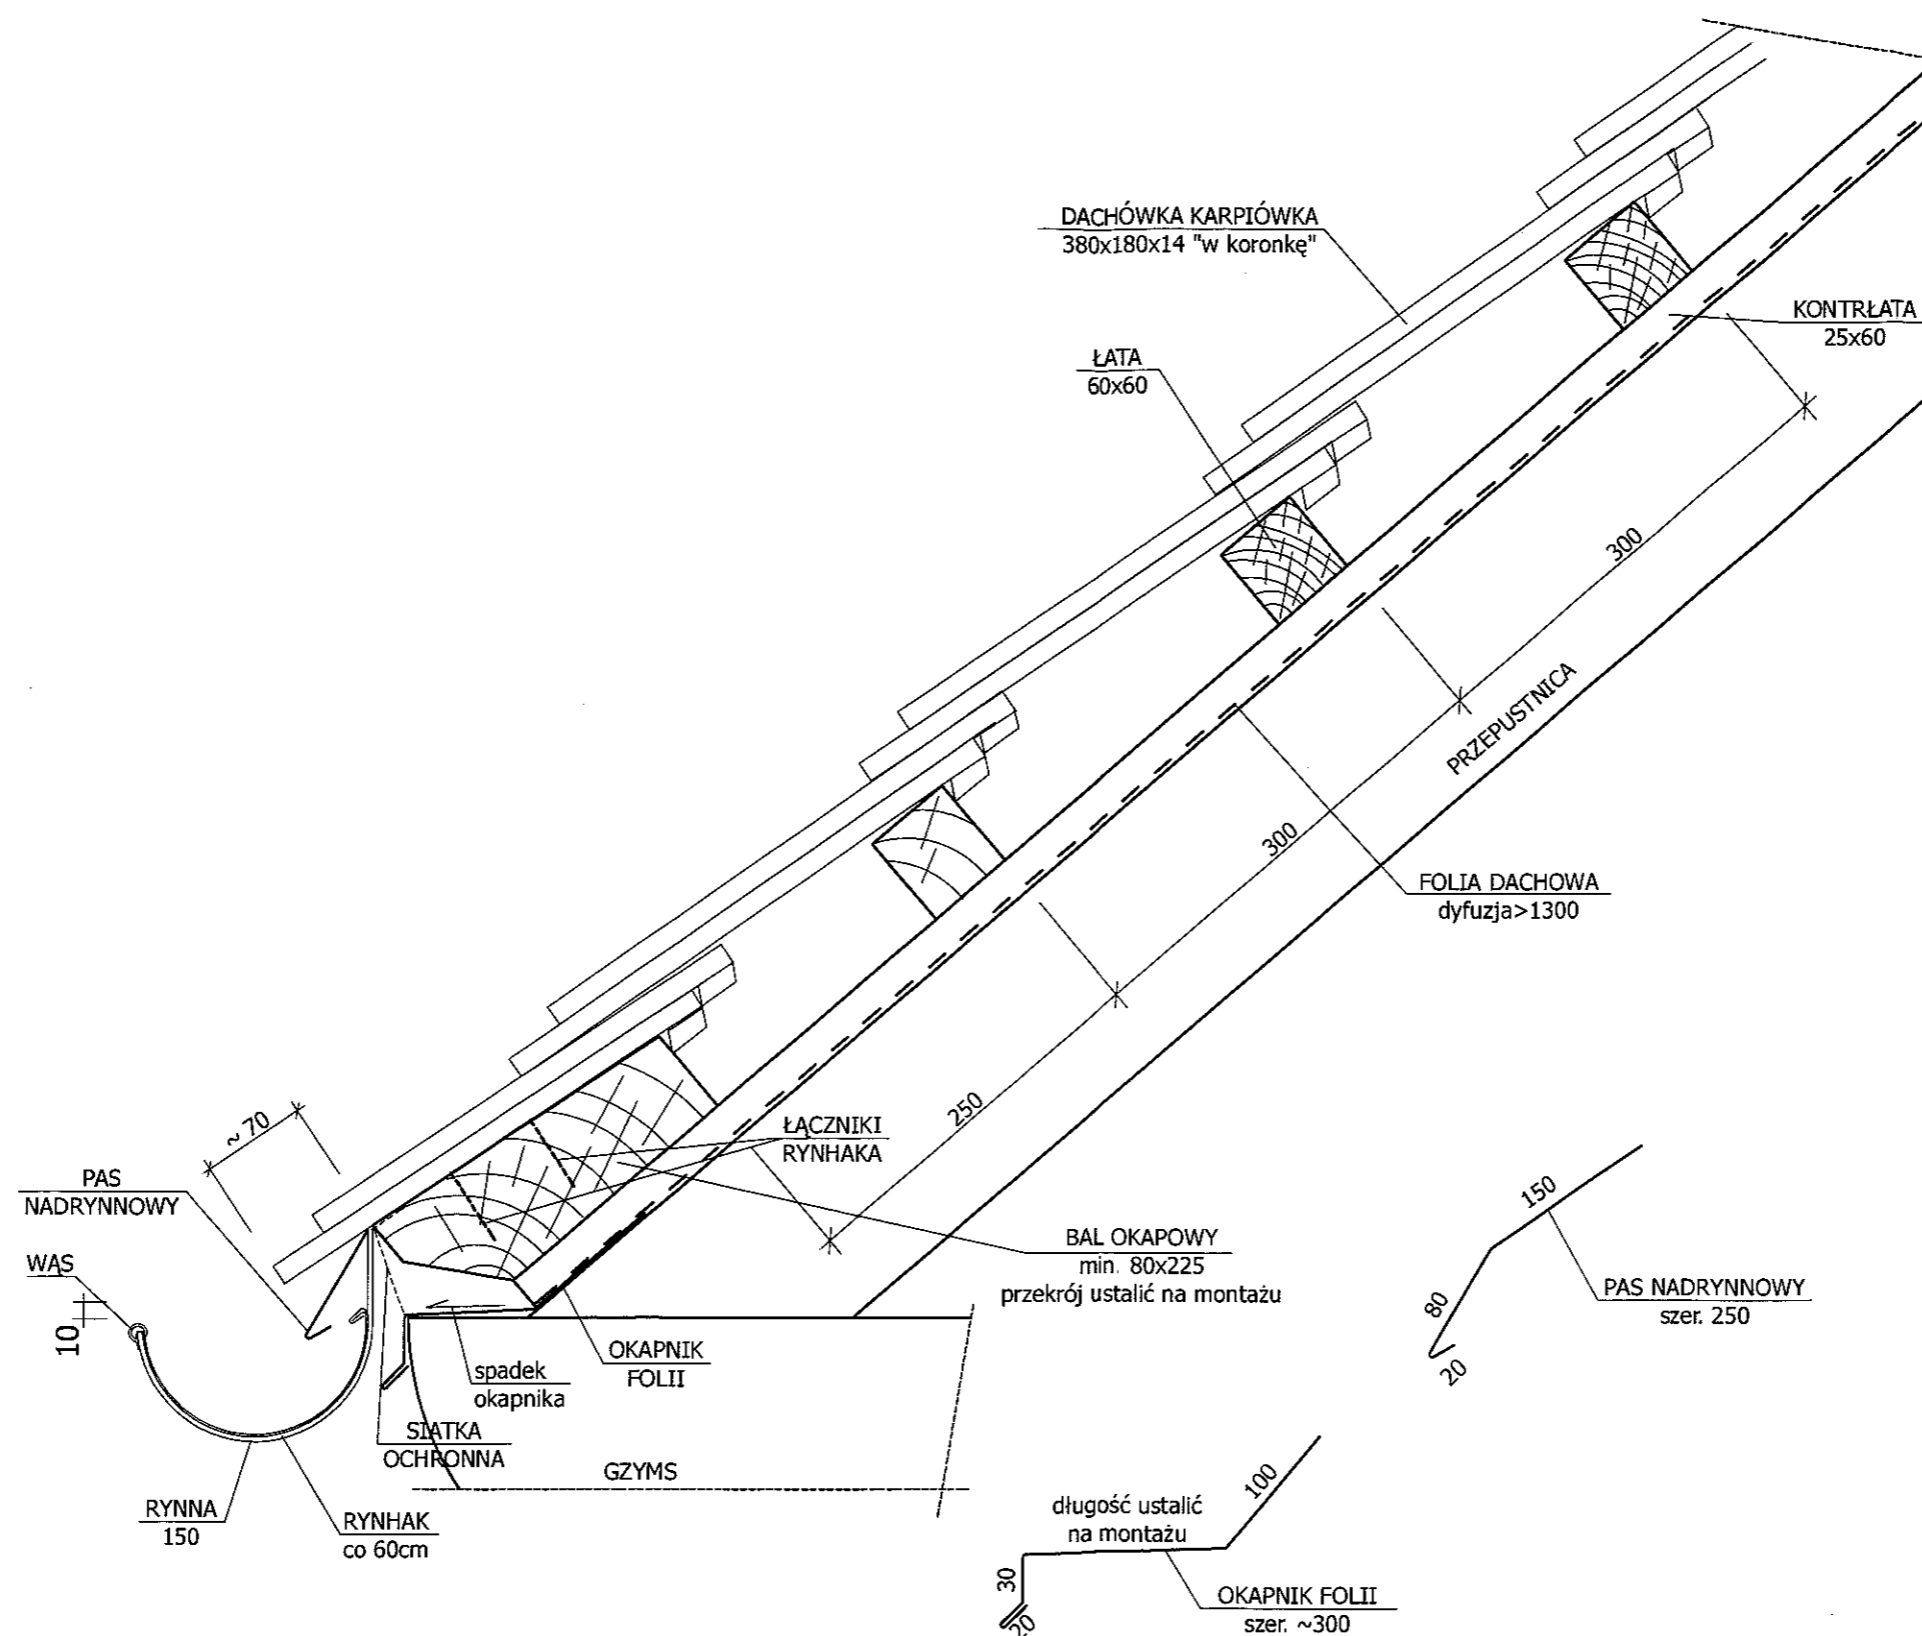 DACHÓWKA KARPIÓWKA
380x180x14 "w koronkę"
KONTRŁATA
25x60
ŁATA
60x60
300
PRZEPUSTNICA
300
FOLIA DACHOWA
dyfuzja>1300
250
ŁĄCZNIKI
RYNHAKA
~ 70
PAS
NADRYNNOWY
WĄS
10
BAL OKAPOWY
min. 80x225
przekrój ustalić na montażu
150
80
20
PAS NADRYNNOWY
szer. 250
OKAPNIK
FOLII
spadek
okapnika
SIATKA
OCHRONNA
GZYMS
RYNNA
150
RYNHAK
co 60cm
długość ustalić
na montażu
100
30
20
OKAPNIK FOLII
szer. ~300